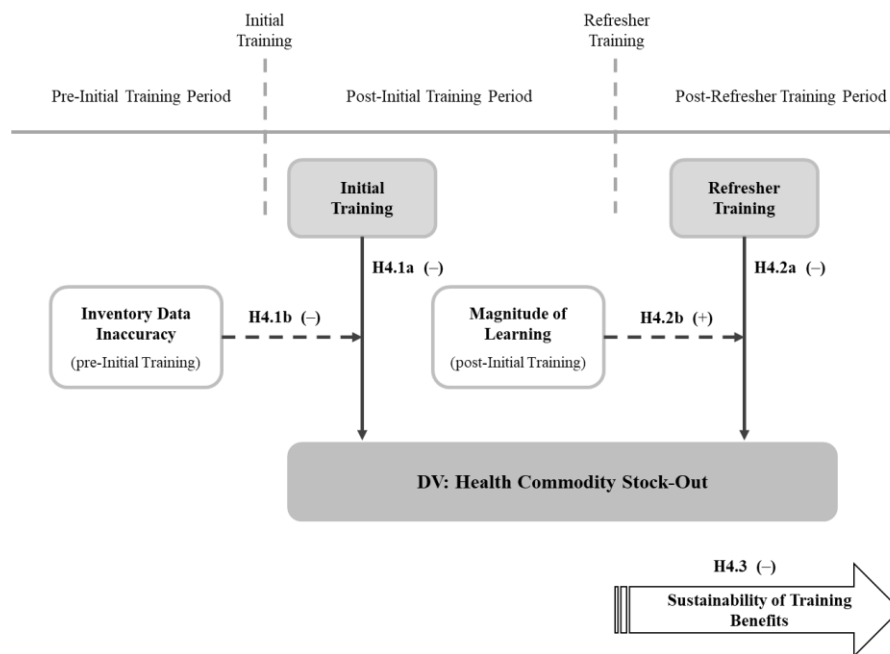 Initial
Training
Refresher
Training
Pre-Initial Training Period
Post-Initial Training Period
Post-Refresher Training Period
Initial
Training
Refresher
Training
H4.1a (–)
H4.2a (–)
Inventory Data
Inaccuracy
(pre-Initial Training)
H4.1b (–)
Magnitude of
Learning
(post-Initial Training)
H4.2b (+)
DV: Health Commodity Stock-Out
H4.3 (–)
Sustainability of Training
Benefits